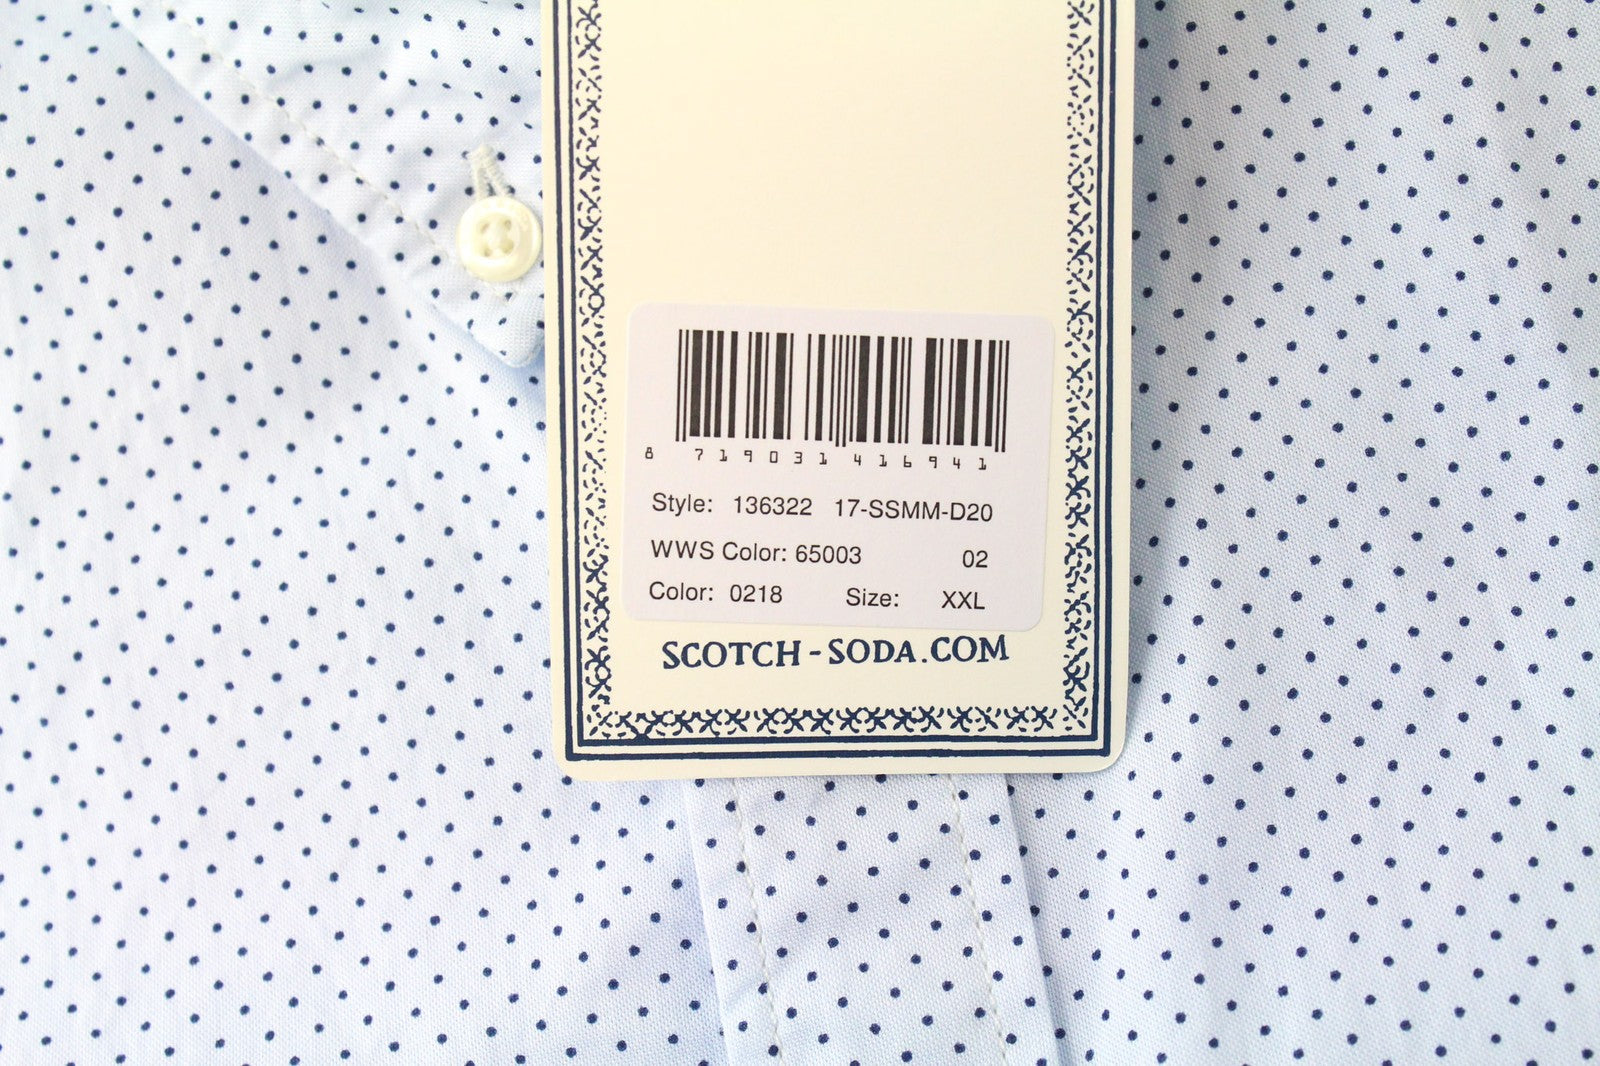 8 719031 416941
Style: 136322 17-SSMM-D20
WWS Color: 65003 02
Color: 0218 Size: XXL
SCOTCH-SODA.COM